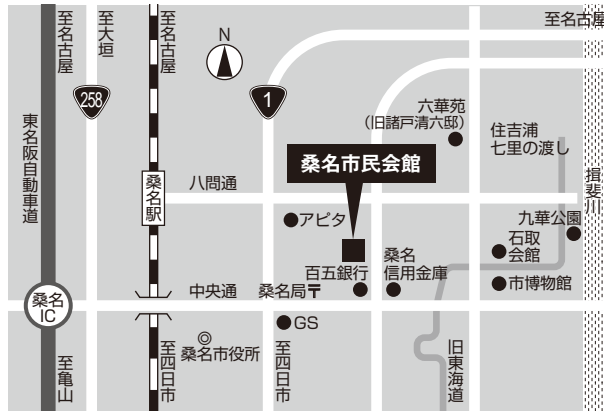 至名古屋
至大垣
至名古屋
N
至名古屋
258
1
六華苑
(旧諸戸清六邸)
住吉浦
七里の渡し
東名阪自動車道
桑名市民会館
桑名駅
八間通
揖斐川
アピタ
九華公園
石取
会館
百五銀行
桑名
信用金庫
市博物館
中央通
桑名局〒
桑名
IC
GS
桑名市役所
至亀山
至四日市
至四日市
旧東海道